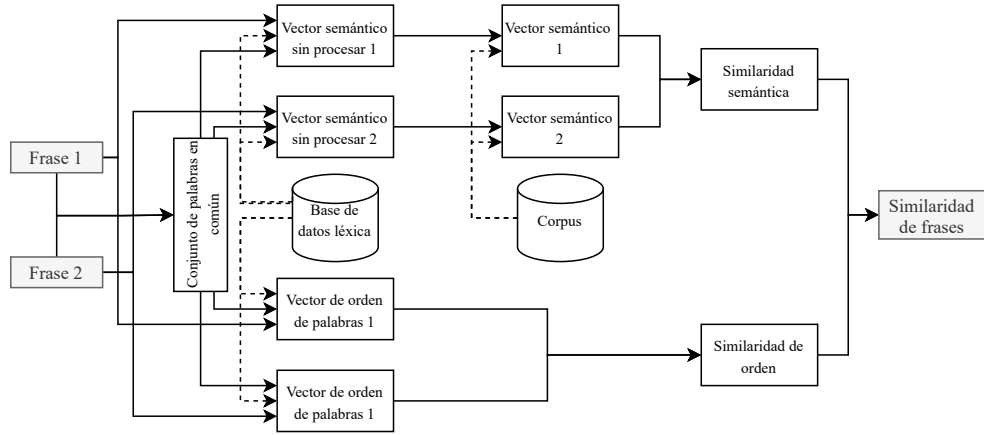 Vector semántico
sin procesar 1
Vector semántico
1
Similaridad
semántica
Vector semántico
sin procesar 2
Vector semántico
2
Frase 1
Conjunto de palabras en
común
Base de
datos léxica
Corpus
Similaridad
de frases
Frase 2
Vector de orden
de palabras 1
Similaridad de
orden
Vector de orden
de palabras 1